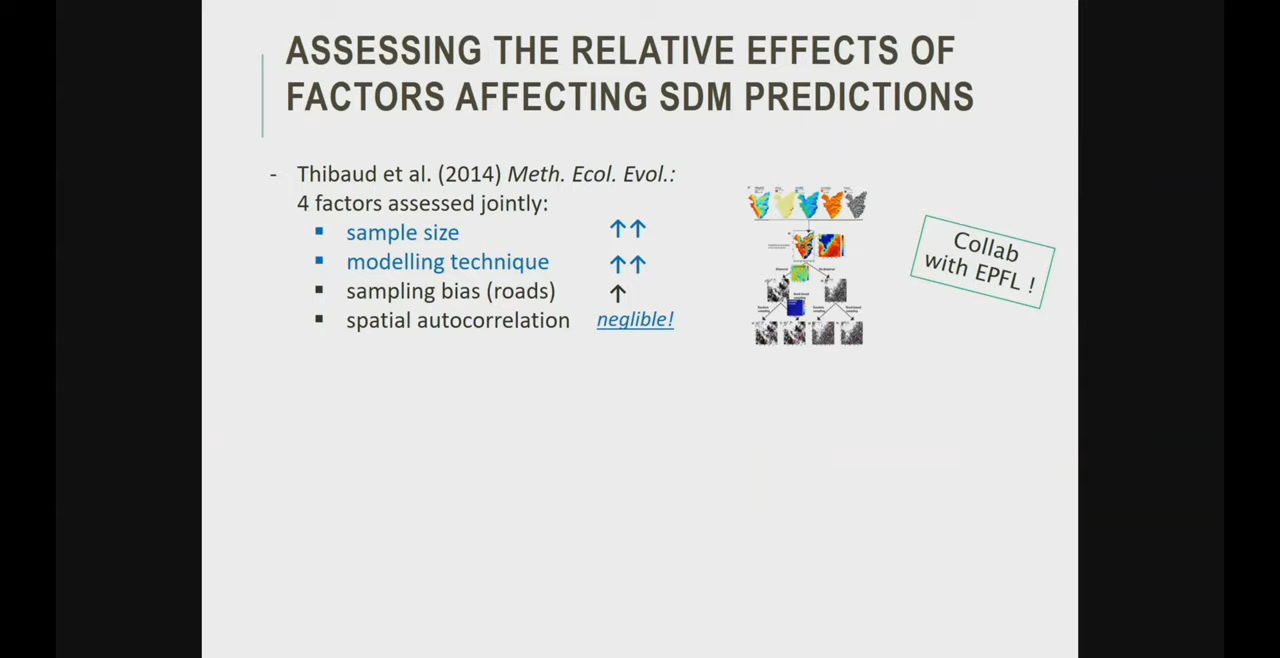 ASSESSING THE RELATIVE EFFECTS OF
FACTORS AFFECTING SDM PREDICTIONS
- Thibaud et al. (2014) Meth. Ecol. Evol.:
4 factors assessed jointly:
▪ sample size ↑↑
▪ modelling technique ↑↑
▪ sampling bias (roads) ↑
▪ spatial autocorrelation neglible!
Collab
with EPFL !